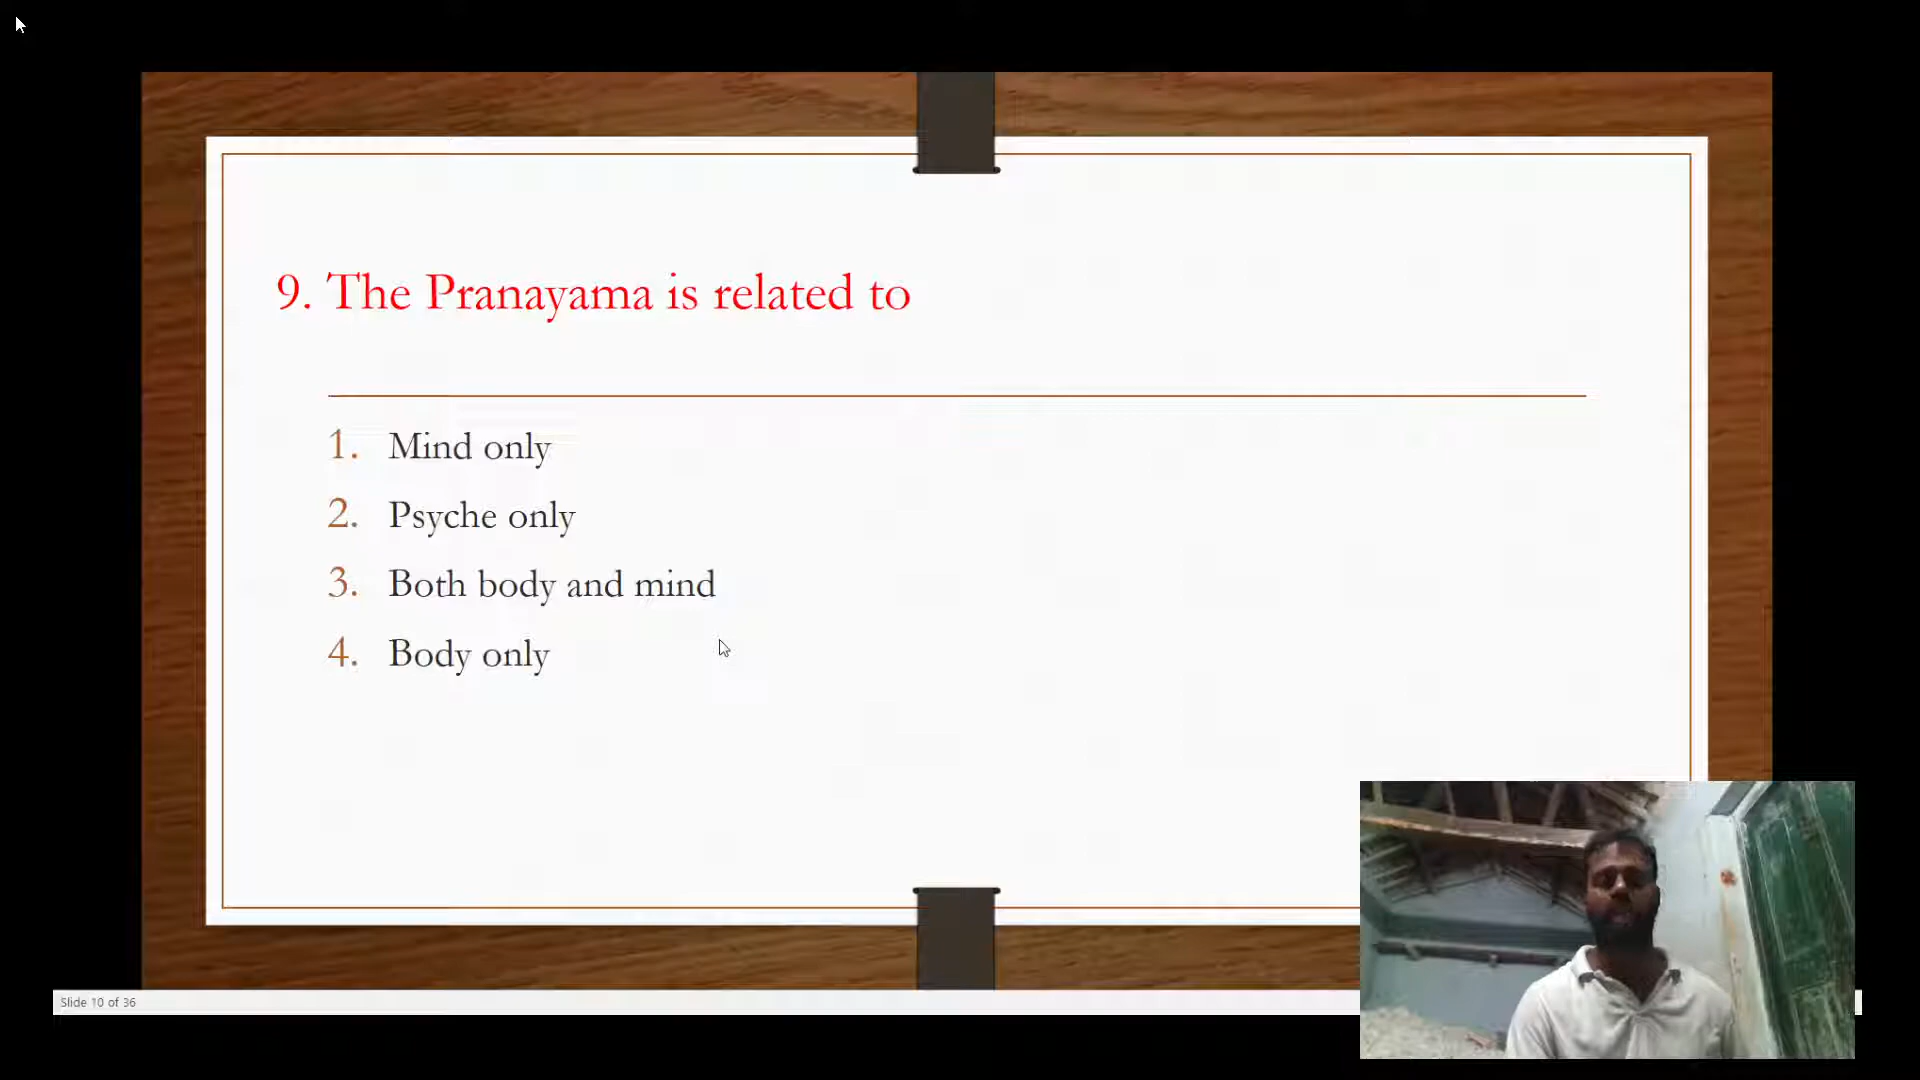 9. The Pranayama is related to
1. Mind only
2. Psyche only
3. Both body and mind
4. Body only
Slide 10 of 36